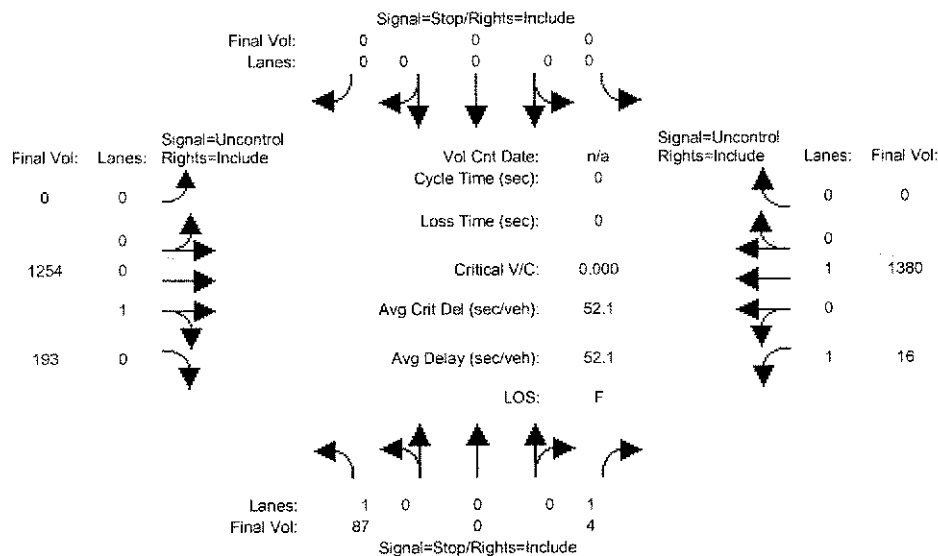 Signal=Stop/Rights=Include
Final Vol: 0 0 0
Lanes: 0 0 0 0 0
Signal=Uncontrol
Final Vol: Lanes: Rights=Include
Vol Cnt Date: n/a
Signal=Uncontrol
Rights=Include Lanes: Final Vol:
Cycle Time (sec): 0
0 0
0 0
Loss Time (sec): 0
0
0
1254 0
Critical V/C: 0.000
1 1380
1
Avg Crit Del (sec/veh): 52.1
0
193 0
Avg Delay (sec/veh): 52.1
1 16
LOS: F
Lanes: 1 0 0 0 1
Final Vol: 87 0 4
Signal=Stop/Rights=Include